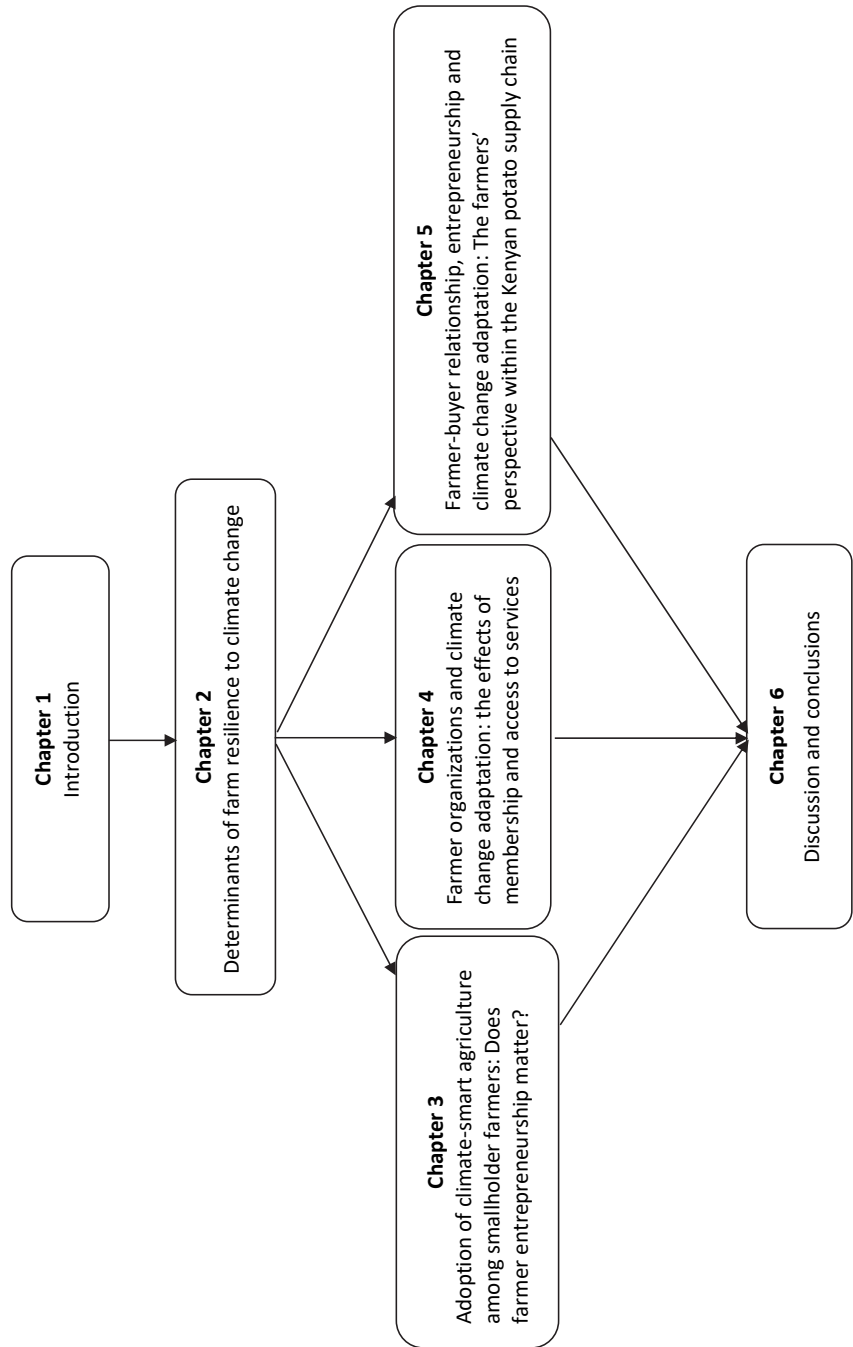 Chapter 1
Introduction
Chapter 2
Determinants of farm resilience to climate change
Chapter 3
Adoption of climate-smart agriculture
among smallholder farmers: Does
farmer entrepreneurship matter?
Chapter 4
Farmer organizations and climate
change adaptation: the effects of
membership and access to services
Chapter 5
Farmer-buyer relationship, entrepreneurship and
climate change adaptation: The farmers'
perspective within the Kenyan potato supply chain
Chapter 6
Discussion and conclusions